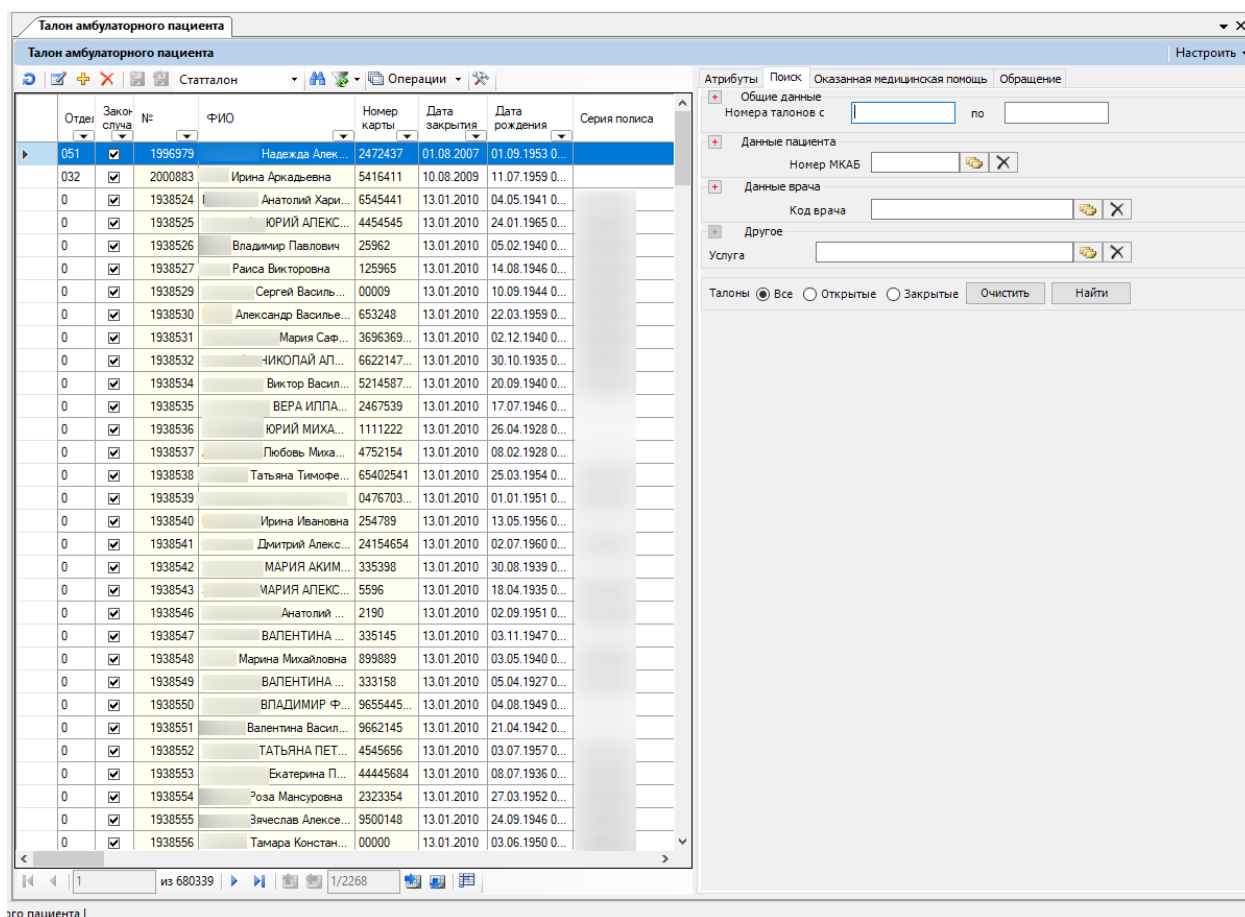 Талон амбулаторного пациента
Талон амбулаторного пациента
Настроить
Статталон Операции
Атрибуты Поиск Оказанная медицинская помощь Обращение
Отдел Закон случа № ФИО Номер карты Дата закрытия Дата рождения Серия полиса
051 1996979 Надежда Алек... 2472437 01.08.2007 01.09.1953 0...
032 2000883 Ирина Аркадьевна 5416411 10.08.2009 11.07.1959 0...
0 1938524 Анатолий Хари... 6545441 13.01.2010 04.05.1941 0...
0 1938525 ЮРИЙ АЛЕКС... 4454545 13.01.2010 24.01.1965 0...
0 1938526 Владимир Павлович 25962 13.01.2010 05.02.1940 0...
0 1938527 Раиса Викторовна 125965 13.01.2010 14.08.1946 0...
0 1938529 Сергей Василь... 00009 13.01.2010 10.09.1944 0...
0 1938530 Александр Василье... 653248 13.01.2010 22.03.1959 0...
0 1938531 Мария Саф... 3696369... 13.01.2010 02.12.1940 0...
0 1938532 НИКОЛАЙ АЛ... 6622147... 13.01.2010 30.10.1935 0...
0 1938534 Виктор Васил... 5214587... 13.01.2010 20.09.1940 0...
0 1938535 ВЕРА ИЛЛА... 2467539 13.01.2010 17.07.1946 0...
0 1938536 ЮРИЙ МИХА... 1111222 13.01.2010 26.04.1928 0...
0 1938537 Любовь Миха... 4752154 13.01.2010 08.02.1928 0...
0 1938538 Татьяна Тимофе... 65402541 13.01.2010 25.03.1954 0...
0 1938539 0476703... 13.01.2010 01.01.1951 0...
0 1938540 Ирина Ивановна 254789 13.01.2010 13.05.1956 0...
0 1938541 Дмитрий Алекс... 24154654 13.01.2010 02.07.1960 0...
0 1938542 МАРИЯ АКИМ... 335398 13.01.2010 30.08.1939 0...
0 1938543 МАРИЯ АЛЕКС... 5596 13.01.2010 18.04.1935 0...
0 1938546 Анатолий ... 2190 13.01.2010 02.09.1951 0...
0 1938547 ВАЛЕНТИНА ... 335145 13.01.2010 03.11.1947 0...
0 1938548 Марина Михайловна 899889 13.01.2010 03.05.1940 0...
0 1938549 ВАЛЕНТИНА ... 333158 13.01.2010 05.04.1927 0...
0 1938550 ВЛАДИМИР Ф... 9655445... 13.01.2010 04.08.1949 0...
0 1938551 Валентина Васил... 9662145 13.01.2010 21.04.1942 0...
0 1938552 ТАТЬЯНА ПЕТ... 4545656 13.01.2010 03.07.1957 0...
0 1938553 Екатерина П... 44445684 13.01.2010 08.07.1936 0...
0 1938554 Роза Мансуровна 2323354 13.01.2010 27.03.1952 0...
0 1938555 Вячеслав Алексе... 9500148 13.01.2010 24.09.1946 0...
0 1938556 Тамара Констан... 00000 13.01.2010 03.06.1950 0...
1 из 680339 1/2268
Общие данные
Номера талонов с по
Данные пациента
Номер МКАБ
Данные врача
Код врача
Другое
Услуга
Талоны Все Открытые Закрытые Очистить Найти
ого пациента |